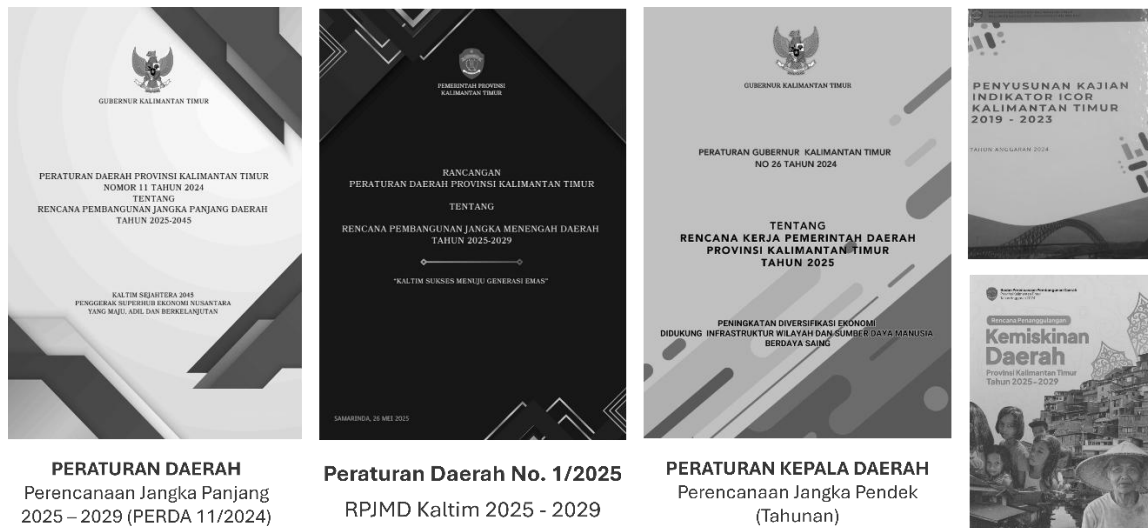 GUBERNUR KALIMANTAN TIMUR
PERATURAN DAERAH PROVINSI KALIMANTAN TIMUR
NOMOR 11 TAHUN 2024
TENTANG
RENCANA PEMBANGUNAN JANGKA PANJANG DAERAH
TAHUN 2025-2045
KALTIM SEJAHTERA 2045
PENGGERAK SUPERHUB EKONOMI NUSANTARA
YANG MAJU, ADIL DAN BERKELANJUTAN
PERATURAN DAERAH
Perencanaan Jangka Panjang
2025 – 2029 (PERDA 11/2024)
PEMERINTAH PROVINSI
KALIMANTAN TIMUR
RANCANGAN
PERATURAN DAERAH PROVINSI KALIMANTAN TIMUR
TENTANG
RENCANA PEMBANGUNAN JANGKA MENENGAH DAERAH
TAHUN 2025-2029
"KALTIM SUKSES MENUJU GENERASI EMAS"
SAMARINDA, 26 MEI 2025
Peraturan Daerah No. 1/2025
RPJMD Kaltim 2025 - 2029
GUBERNUR KALIMANTAN TIMUR
PERATURAN GUBERNUR KALIMANTAN TIMUR
NO 26 TAHUN 2024
TENTANG
RENCANA KERJA PEMERINTAH DAERAH
PROVINSI KALIMANTAN TIMUR
TAHUN 2025
PENINGKATAN DIVERSIFIKASI EKONOMI
DIDUKUNG INFRASTRUKTUR WILAYAH DAN SUMBER DAYA MANUSIA
BERDAYA SAING
PERATURAN KEPALA DAERAH
Perencanaan Jangka Pendek
(Tahunan)
PENYUSUNAN KAJIAN
INDIKATOR ICOR
KALIMANTAN TIMUR
2019 - 2023
TAHUN ANGGARAN 2024
Rencana Penanggulangan
Kemiskinan
Daerah
Provinsi Kalimantan Timur
Tahun 2025-2029